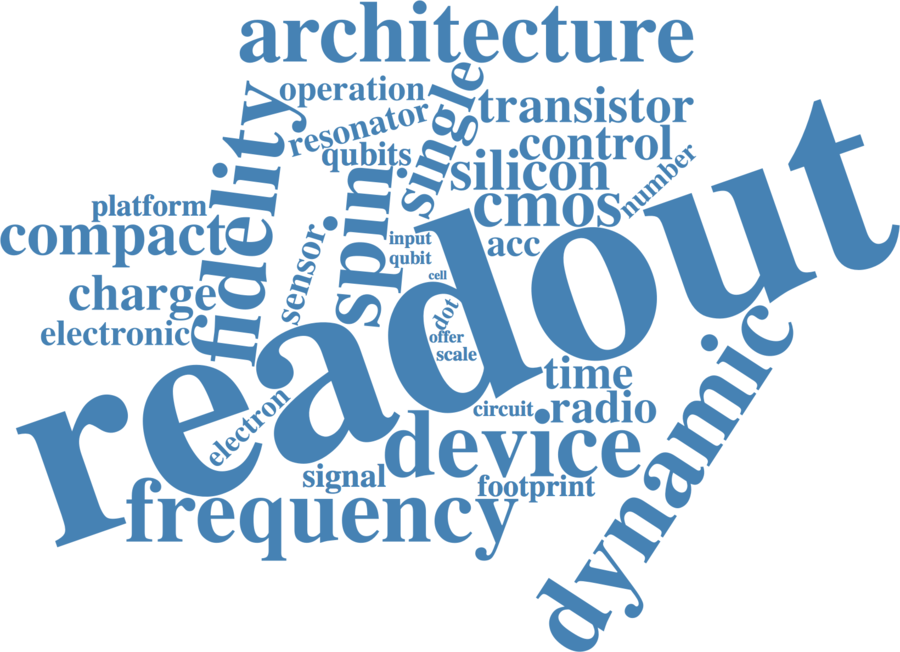 architecture
operation
resonator
qubits
single
transistor
control
silicon
number
cmos
fidelity
spin
platform
compact
sensor
input
qubit
acc
cell
charge
electronic
dot
offer
scale
readout
time
electron
circuit
radio
device
dynamic
signal
footprint
frequency